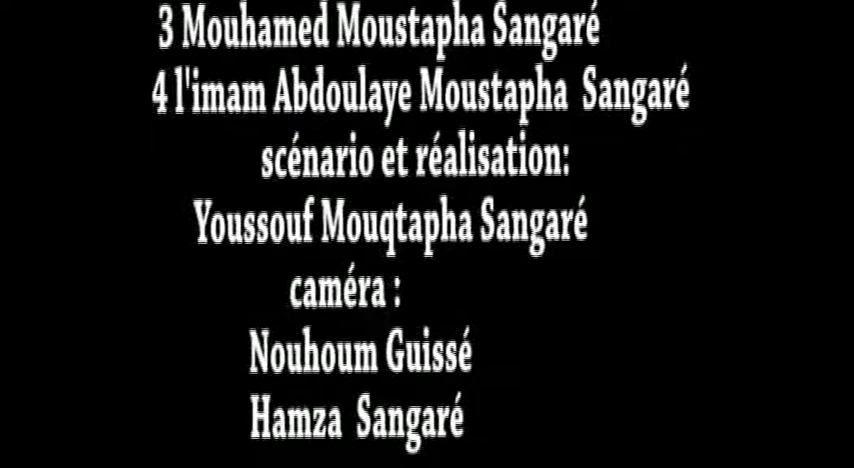 3 Mouhamed Moustapha Sangaré
4 l'imam Abdoulaye Moustapha Sangaré
scénario et réalisation:
Youssouf Mouqtapha Sangaré
caméra :
Nouhoum Guissé
Hamza Sangaré